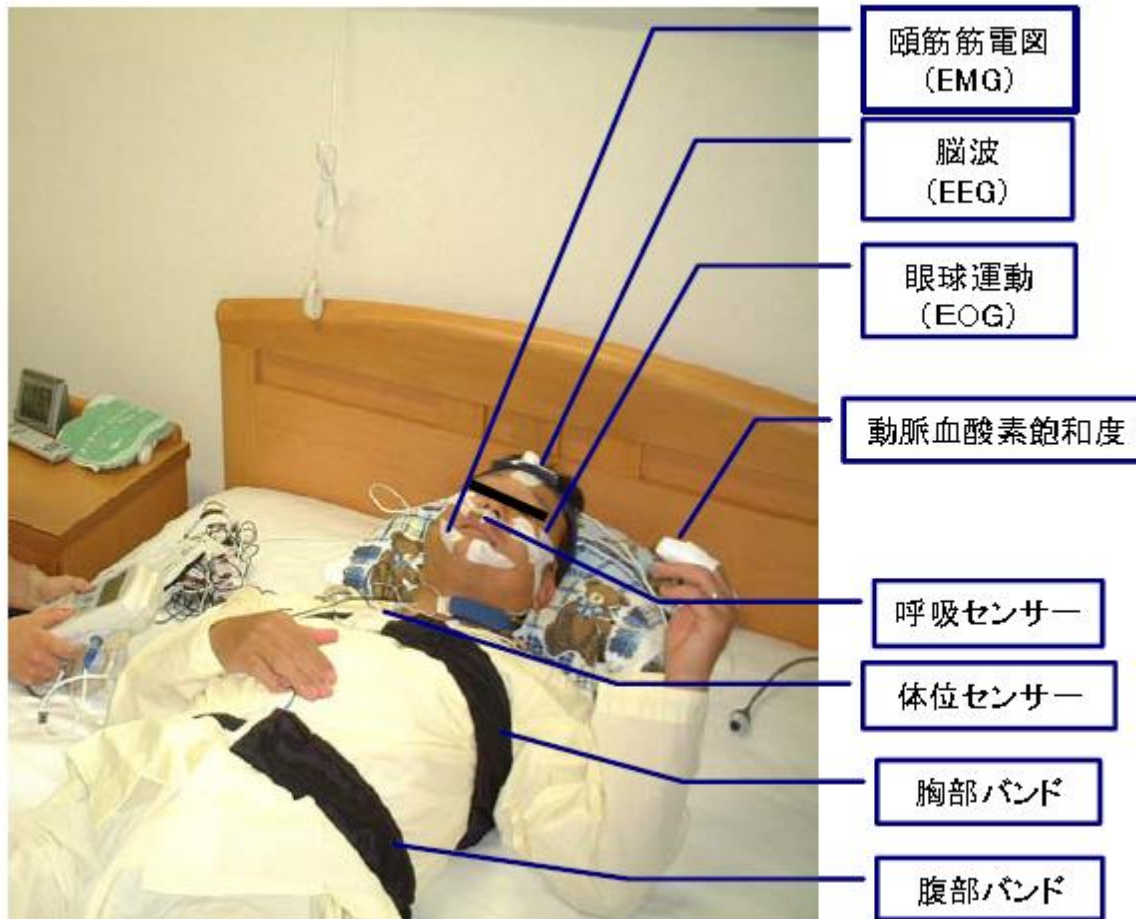 頤筋筋電図
(EMG)
脳波
(EEG)
眼球運動
(EOG)
動脈血酸素飽和度
呼吸センサー
体位センサー
胸部バンド
腹部バンド